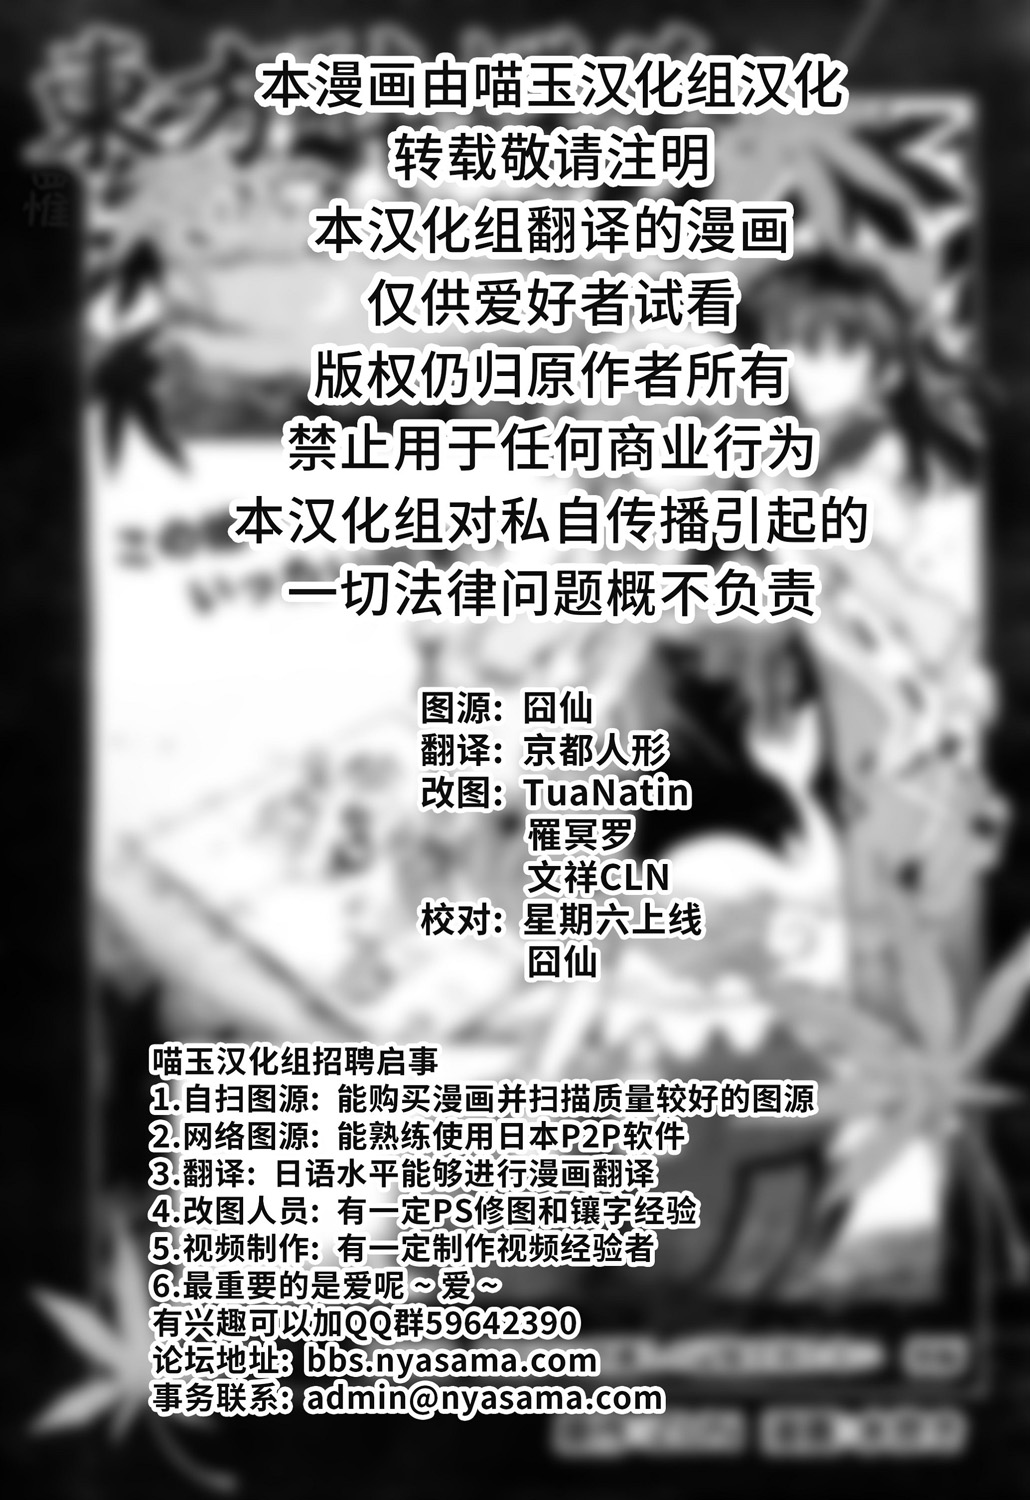 本漫画由喵玉汉化组汉化
转载敬请注明
本汉化组翻译的漫画
仅供爱好者试看
版权仍归原作者所有
禁止用于任何商业行为
本汉化组对私自传播引起的
一切法律问题概不负责
图源: 囧仙
翻译: 京都人形
改图: TuaNatin
罹冥罗
文祥CLN
校对: 星期六上线
囧仙
喵玉汉化组招聘启事
1.自扫图源: 能购买漫画并扫描质量较好的图源
2.网络图源: 能熟练使用日本P2P软件
3.翻译: 日语水平能够进行漫画翻译
4.改图人员: 有一定PS修图和镶字经验
5.视频制作: 有一定制作视频经验者
6.最重要的是爱呢~爱~
有兴趣可以加QQ群59642390
论坛地址: bbs.nyasama.com
事务联系: admin@nyasama.com